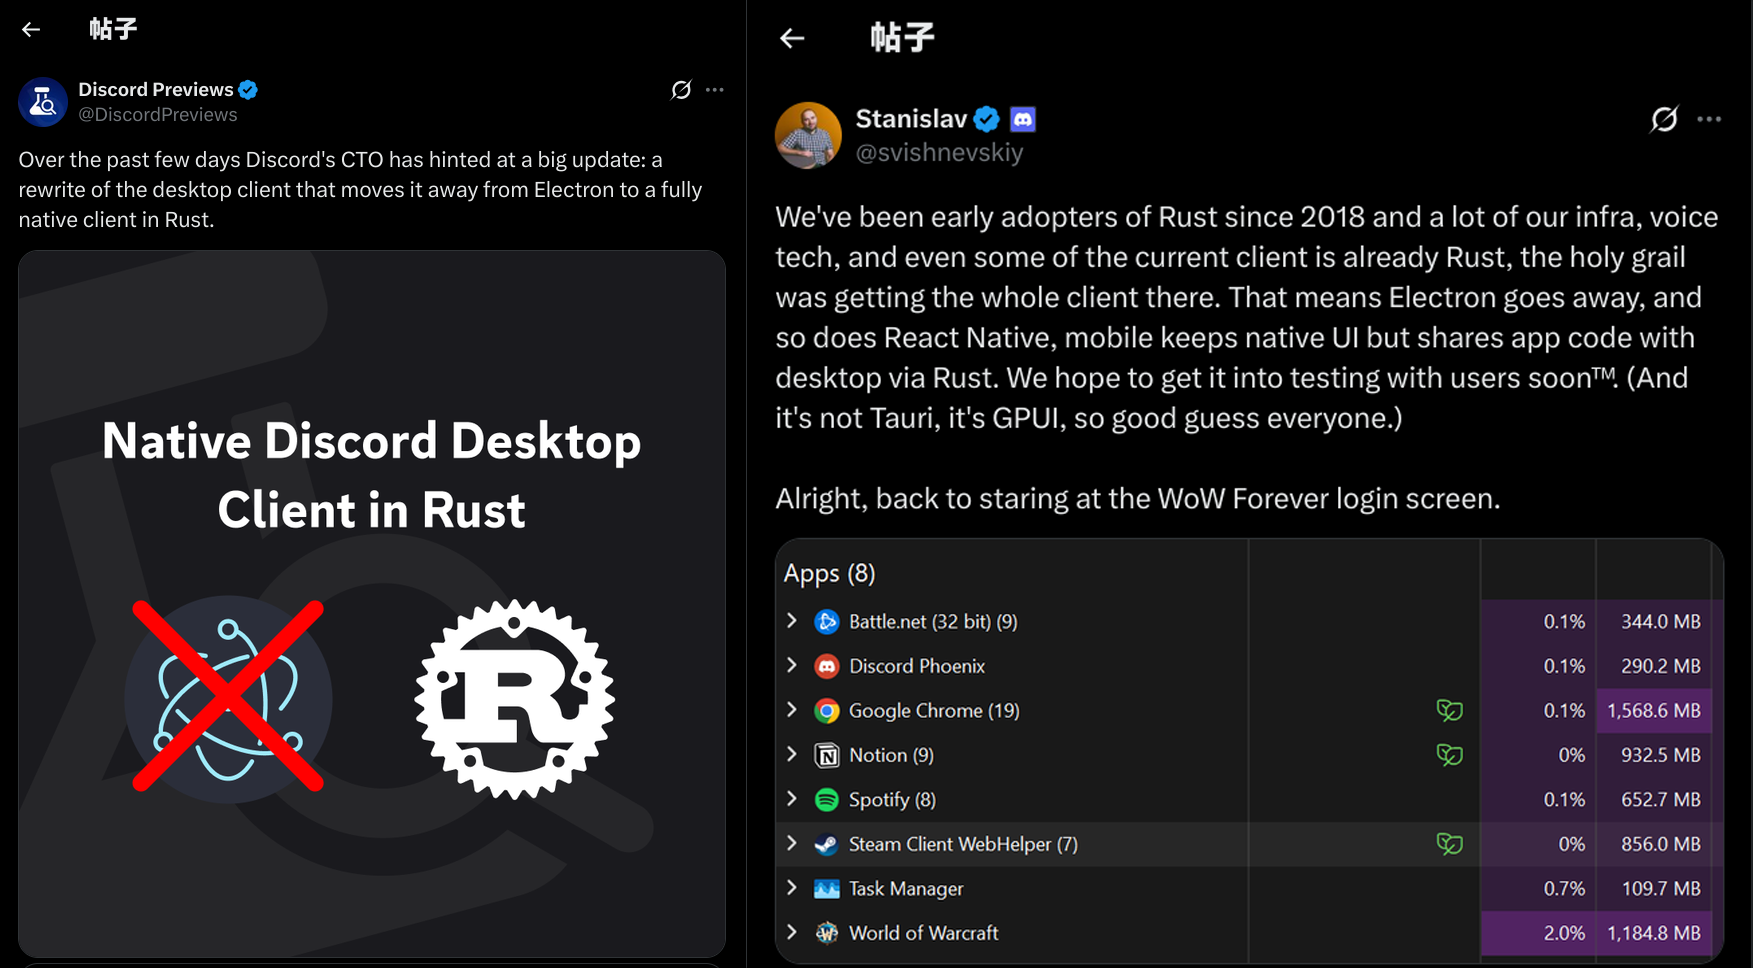 帖子
Discord Previews
@DiscordPreviews
Over the past few days Discord's CTO has hinted at a big update: a
rewrite of the desktop client that moves it away from Electron to a fully
native client in Rust.
Native Discord Desktop
Client in Rust
R
帖子
Stanislav
@svishnevskiy
We've been early adopters of Rust since 2018 and a lot of our infra, voice
tech, and even some of the current client is already Rust, the holy grail
was getting the whole client there. That means Electron goes away, and
so does React Native, mobile keeps native UI but shares app code with
desktop via Rust. We hope to get it into testing with users soon™. (And
it's not Tauri, it's GPUI, so good guess everyone.)
Alright, back to staring at the WoW Forever login screen.
Apps (8)
Battle.net (32 bit) (9) 0.1% 344.0 MB
Discord Phoenix 0.1% 290.2 MB
Google Chrome (19) 0.1% 1,568.6 MB
Notion (9) 0% 932.5 MB
Spotify (8) 0.1% 652.7 MB
Steam Client WebHelper (7) 0% 856.0 MB
Task Manager 0.7% 109.7 MB
World of Warcraft 2.0% 1,184.8 MB